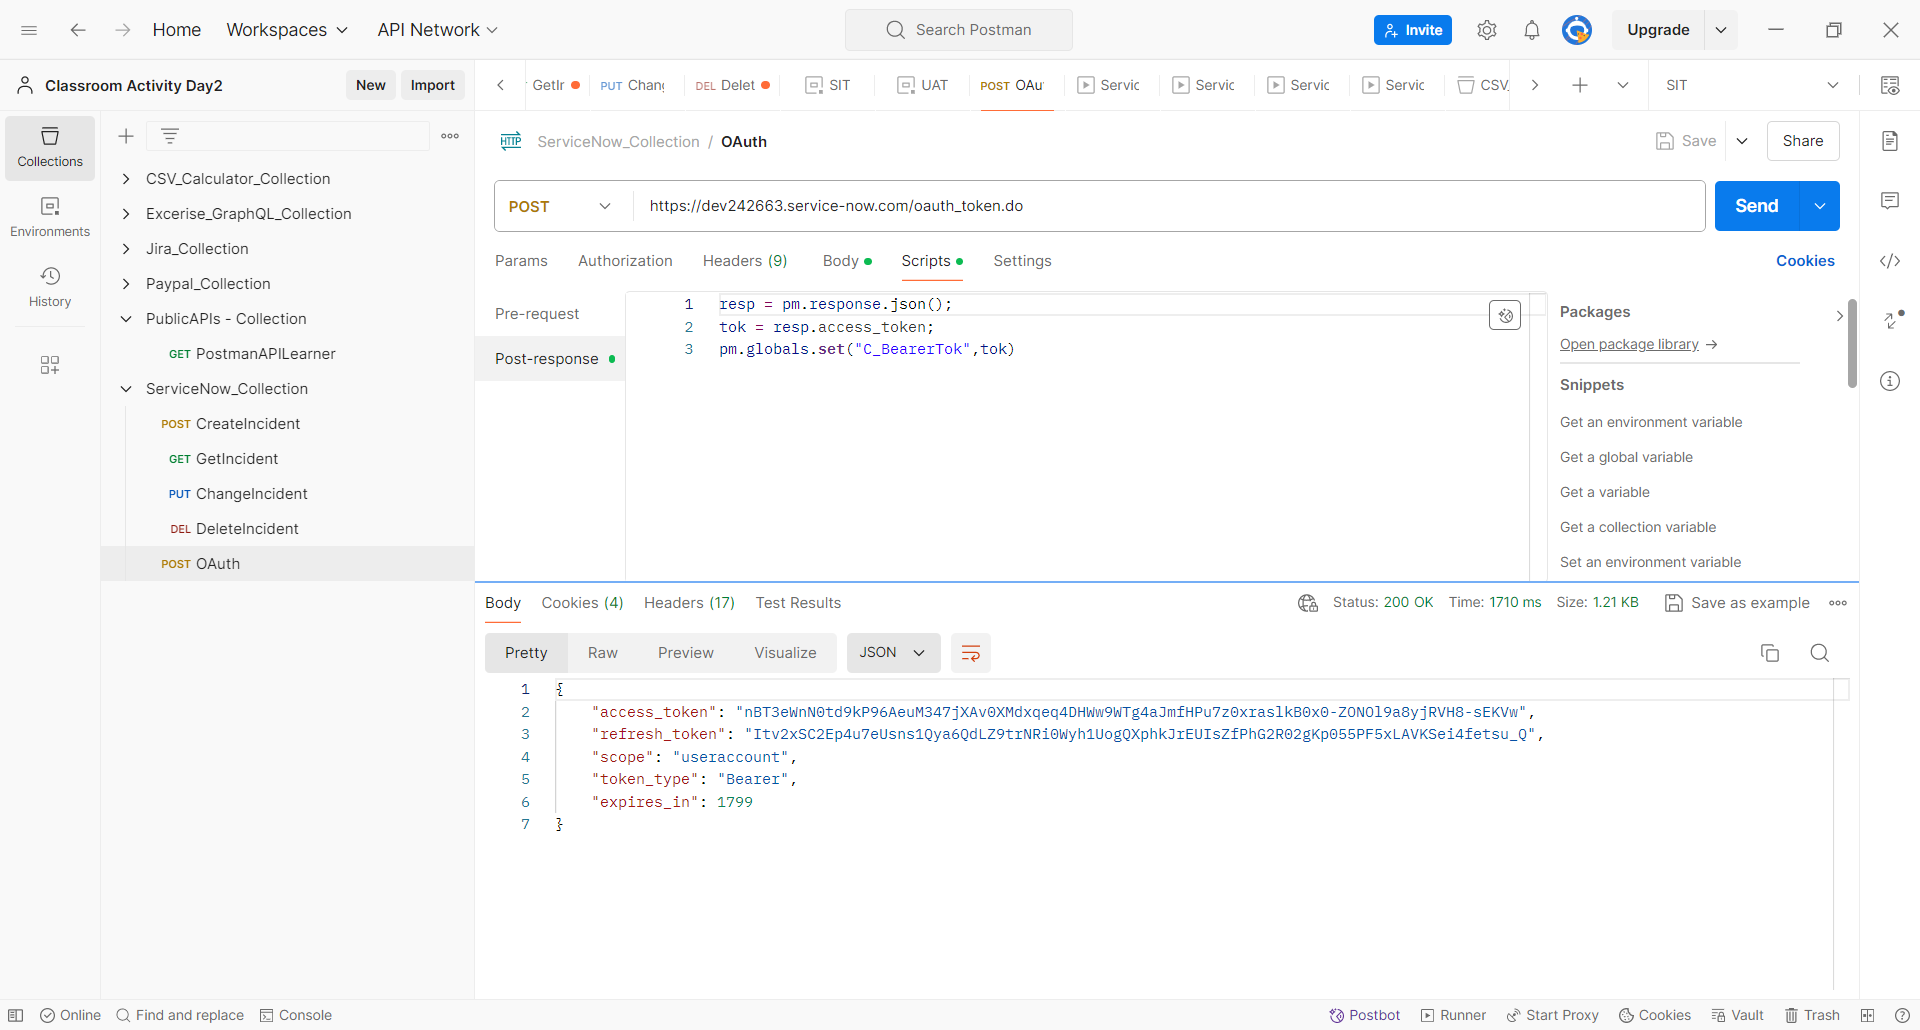 Home
Workspaces
API Network
Search Postman
Invite
Upgrade
Classroom Activity Day2
New
Import
GetIr
PUT Chang
DEL Delet
SIT
UAT
POST OAu
Servic
Servic
Servic
Servic
CSV_
SIT
Collections
Environments
History
CSV_Calculator_Collection
Excerise_GraphQL_Collection
Jira_Collection
Paypal_Collection
PublicAPIs - Collection
GET PostmanAPILearner
ServiceNow_Collection
POST CreateIncident
GET GetIncident
PUT ChangeIncident
DEL DeleteIncident
POST OAuth
HTTP ServiceNow_Collection / OAuth
Save
Share
POST
https://dev242663.service-now.com/oauth_token.do
Send
Params
Authorization
Headers (9)
Body
Scripts
Settings
Cookies
Pre-request
Post-response
1 resp = pm.response.json();
2 tok = resp.access_token;
3 pm.globals.set("C_BearerTok",tok)
Packages
Open package library →
Snippets
Get an environment variable
Get a global variable
Get a variable
Get a collection variable
Set an environment variable
Body
Cookies (4)
Headers (17)
Test Results
Status: 200 OK
Time: 1710 ms
Size: 1.21 KB
Save as example
Pretty
Raw
Preview
Visualize
JSON
1 {
2 "access_token": "nBT3eWnN0td9kP96AeuM347jXAv0XMdxqeq4DHWw9WTg4aJmfHPu7z0xraslkB0x0-ZONOl9a8yjRVH8-sEKVw",
3 "refresh_token": "Itv2xSC2Ep4u7eUsns1Qya6QdLZ9trNRi0Wyh1UogQXphkJrEUIsZfPhG2R02gKp055PF5xLAVKSei4fetsu_Q",
4 "scope": "useraccount",
5 "token_type": "Bearer",
6 "expires_in": 1799
7 }
Online
Find and replace
Console
Postbot
Runner
Start Proxy
Cookies
Vault
Trash